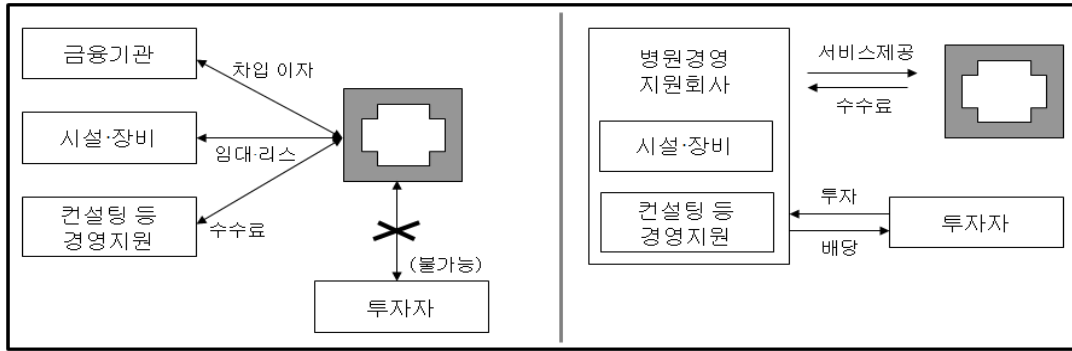 금융기관
차입 이자
시설·장비
임대·리스
컨설팅 등
경영지원
수수료
(불가능)
투자자
병원경영
지원회사
서비스제공
수수료
시설·장비
컨설팅 등
경영지원
투자
배당
투자자